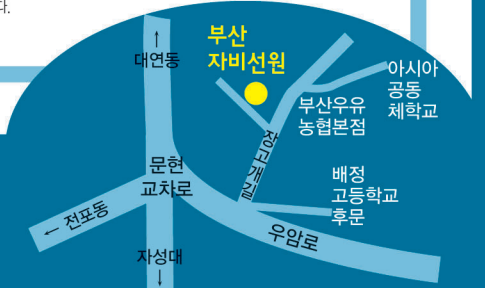 다.
↑
대연동
부산
자비선원
아시아
공동
체학교
부산우유
농협본점
장고개길
문현
교차로
배정
고등학교
후문
← 전포동
우암로
자성대
↓